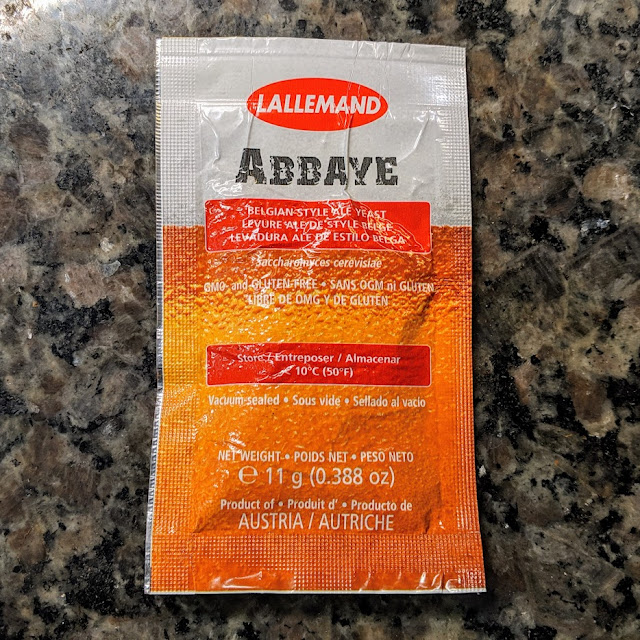 LALLEMAND
ABBAYE
BELGIAN-STYLE ALE YEAST
LEVURE ALE DE STYLE BELGE
LEVADURA ALE DE ESTILO BELGA
Saccharomyces cerevisiae
GMO and GLUTEN FREE • SANS OGM ni GLUTEN
LIBRE DE OMG Y DE GLUTEN
Store / Entreposer / Almacenar
< 10°C (50°F)
Vacuum-sealed • Sous vide • Sellado al vacio
NET WEIGHT • POIDS NET • PESO NETO
℮ 11 g (0.388 oz)
Product of • Produit d' • Producto de
AUSTRIA / AUTRICHE